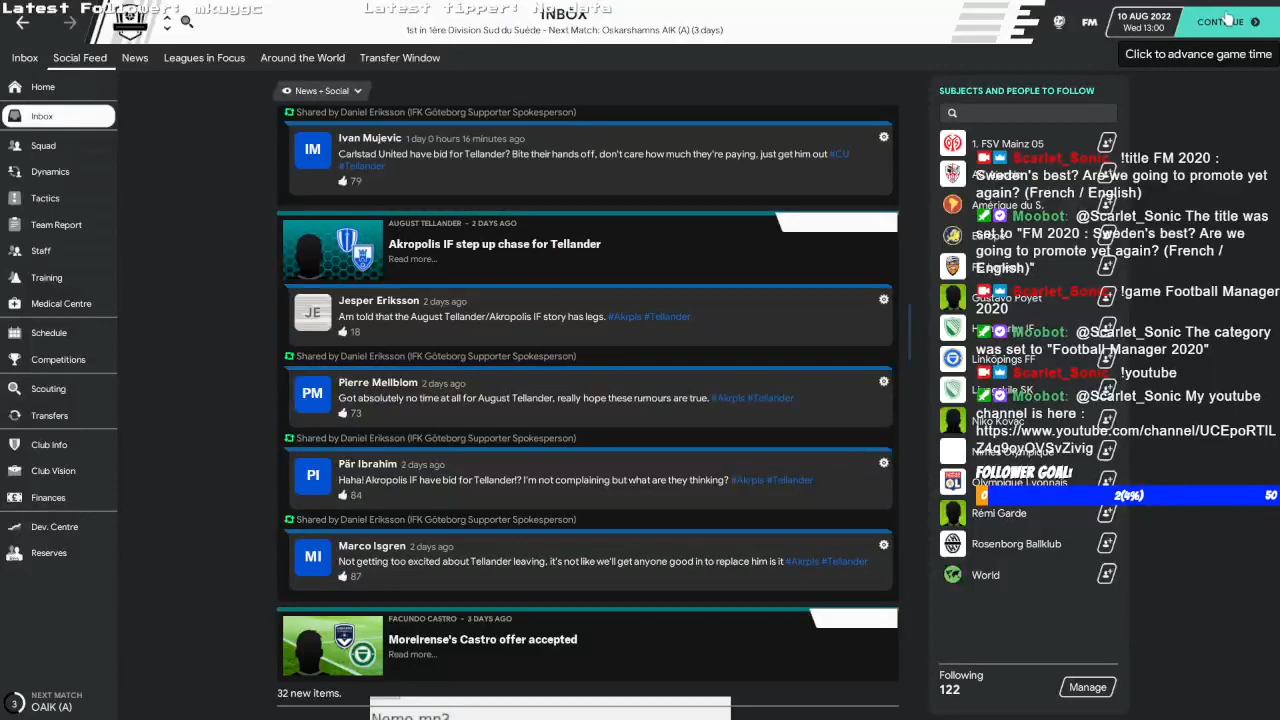 Latest Follower: mkuygc
Latest tipper: No data
INBOX
1st in 1ère Division Sud du Suède - Next Match: Oskarshamns AIK (A) (3 days)
FM
10 AUG 2022
Wed 13:00
CONTINUE
Click to advance game time
Inbox
Social Feed
News
Leagues in Focus
Around the World
Transfer Window
Home
Inbox
Squad
Dynamics
Tactics
Team Report
Staff
Training
Medical Centre
Schedule
Competitions
Scouting
Transfers
Club Info
Club Vision
Finances
Dev. Centre
Reserves
3
NEXT MATCH
OAIK (A)
News + Social
Shared by Daniel Eriksson (IFK Göteborg Supporter Spokesperson)
IM
Ivan Mujevic 1 day 0 hours 16 minutes ago
Carlstad United have bid for Tellander? Bite their hands off, don't care how much they're paying, just get him out #CU
#Tellander
79
AUGUST TELLANDER - 2 DAYS AGO
Akropolis IF step up chase for Tellander
Read more...
JE
Jesper Eriksson 2 days ago
Am told that the August Tellander/Akropolis IF story has legs. #Akrpls #Tellander
18
Shared by Daniel Eriksson (IFK Göteborg Supporter Spokesperson)
PM
Pierre Mellblom 2 days ago
Got absolutely no time at all for August Tellander, really hope these rumours are true. #Akrpls #Tellander
73
Shared by Daniel Eriksson (IFK Göteborg Supporter Spokesperson)
PI
Pär Ibrahim 2 days ago
Haha! Akropolis IF have bid for Tellander!? I'm not complaining but what are they thinking? #Akrpls #Tellander
84
Shared by Daniel Eriksson (IFK Göteborg Supporter Spokesperson)
MI
Marco Isgren 2 days ago
Not getting too excited about Tellander leaving, it's not like we'll get anyone good in to replace him is it #Akrpls #Tellander
87
FACUNDO CASTRO - 3 DAYS AGO
Moreirense's Castro offer accepted
Read more...
32 new items.
SUBJECTS AND PEOPLE TO FOLLOW
1. FSV Mainz 05
Amérique du S.
Gustavo Poyet
Linköpings FF
Niko Kovac
Olympique Lyonnais
Rémi Garde
Rosenborg Ballklub
World
Following
122
Manage
Scarlet_Sonic !title FM 2020 :
Sweden's best? Are we going to promote yet
again? (French / English)
Moobot: @Scarlet_Sonic The title was
set to "FM 2020 : Sweden's best? Are we
going to promote yet again? (French /
English)"
Scarlet_Sonic !game Football Manager
2020
Moobot: @Scarlet_Sonic The category
was set to "Football Manager 2020"
Scarlet_Sonic !youtube
Moobot: @Scarlet_Sonic My youtube
channel is here :
FOLLOWER GOAL:
0
2(4%)
50